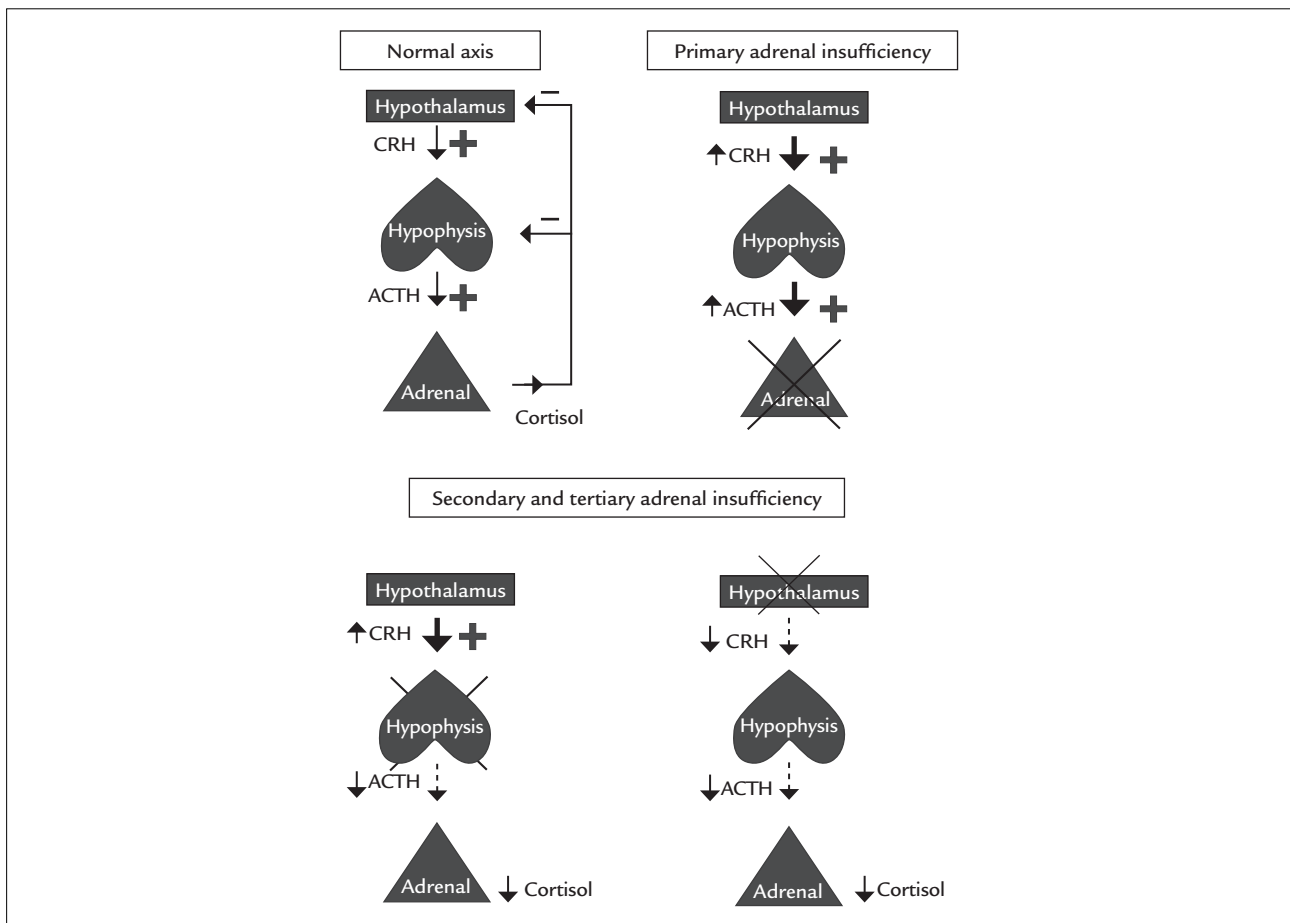 Normal axis
Hypothalamus
CRH
Hypophysis
ACTH
Adrenal
Cortisol
Primary adrenal insufficiency
Hypothalamus
CRH
Hypophysis
ACTH
Adrenal
Secondary and tertiary adrenal insufficiency
Hypothalamus
CRH
Hypophysis
ACTH
Adrenal
Cortisol
Hypothalamus
CRH
Hypophysis
ACTH
Adrenal
Cortisol